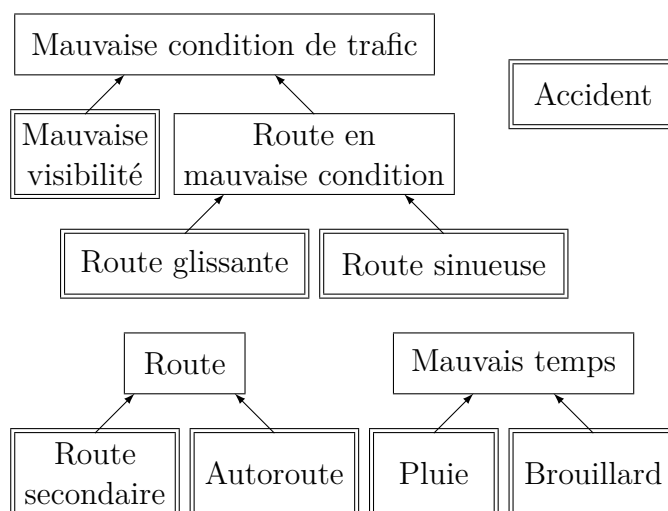 Mauvaise condition de trafic
Accident
Mauvaise
visibilité
Route en
mauvaise condition
Route glissante
Route sinueuse
Route
Mauvais temps
Route
secondaire
Autoroute
Pluie
Brouillard